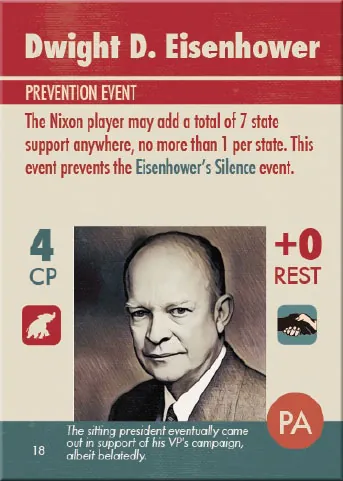 Dwight D. Eisenhower
PREVENTION EVENT
The Nixon player may add a total of 7 state
support anywhere, no more than 1 per state. This
event prevents the Eisenhower's Silence event.
4
CP
+0
REST
PA
The sitting president eventually came
out in support of his VP's campaign,
albeit belatedly.
18